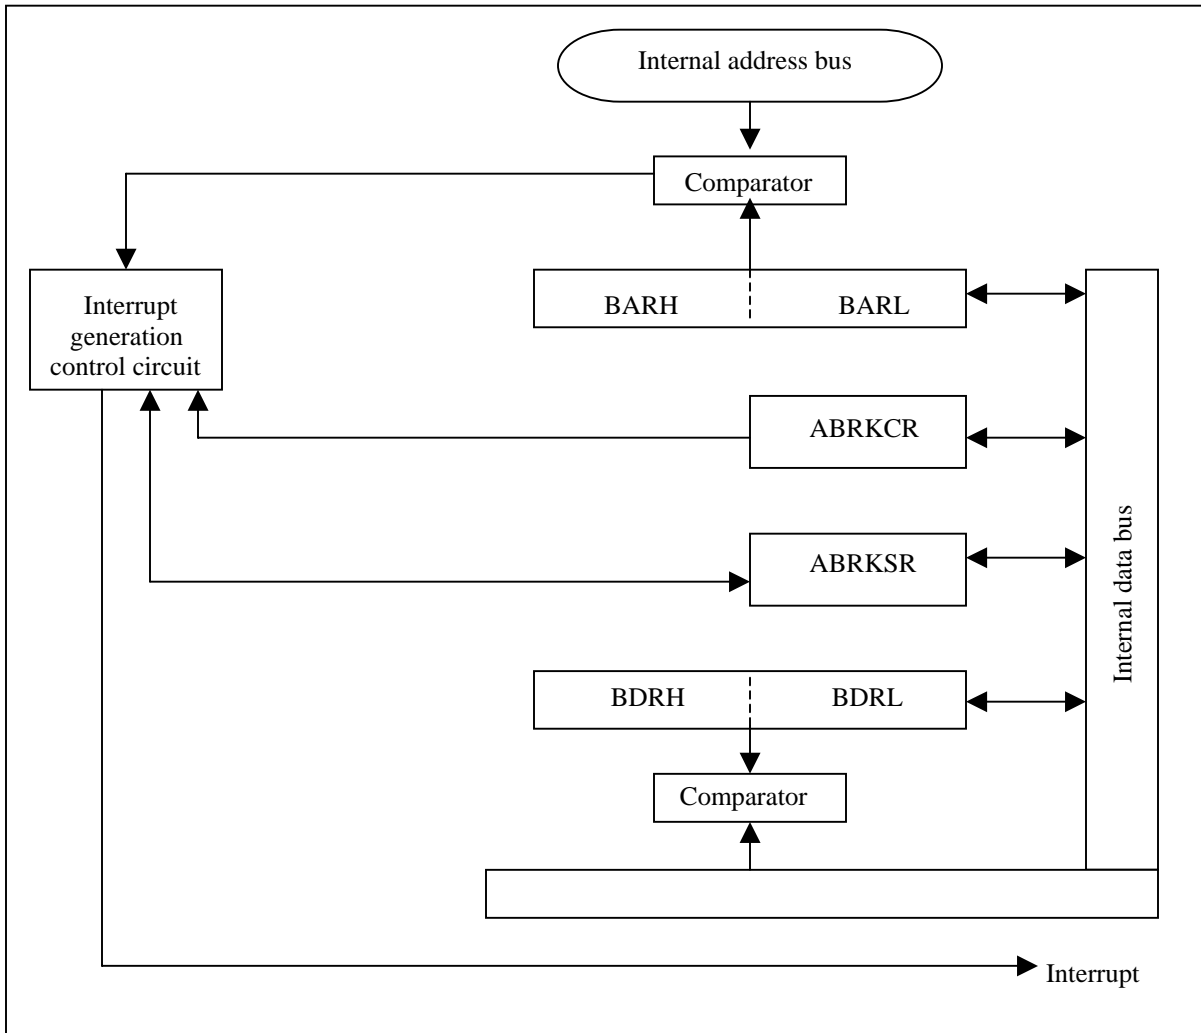 Internal address bus
Comparator
Interrupt
generation
control circuit
BARH
BARL
ABRKCR
ABRKSR
Internal data bus
BDRH
BDRL
Comparator
Interrupt